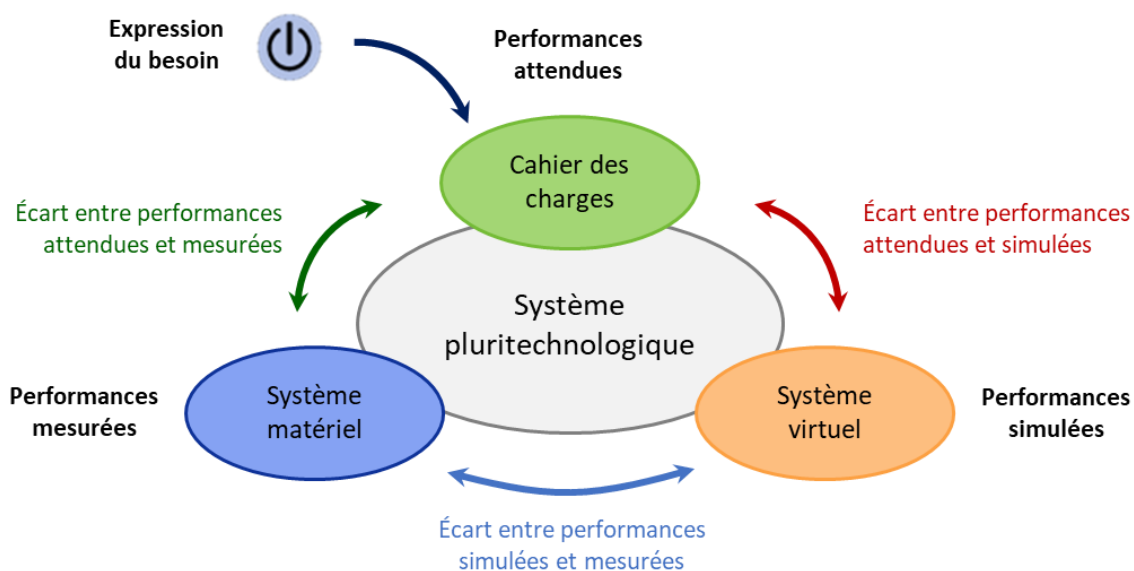 Expression
du besoin
Performances
attendues
Cahier des
charges
Écart entre performances
attendues et mesurées
Écart entre performances
attendues et simulées
Système
pluritechnologique
Performances
mesurées
Système
matériel
Système
virtuel
Performances
simulées
Écart entre performances
simulées et mesurées